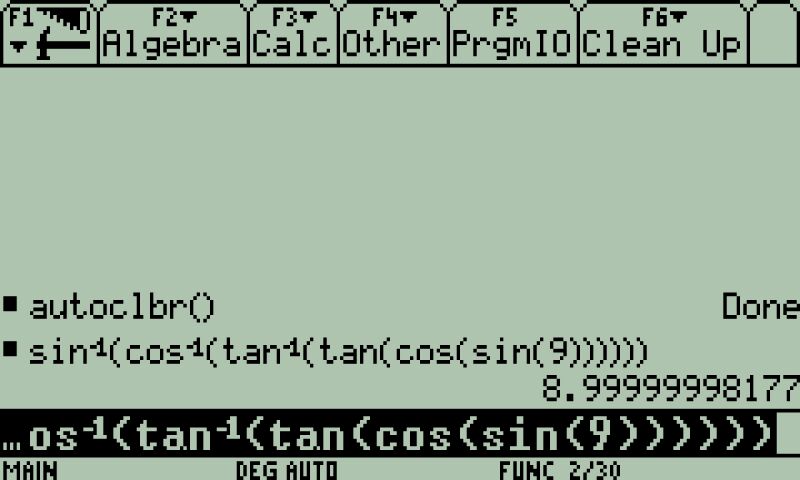 F1 F2 F3 F4 F5 F6
Algebra Calc Other PrgmIO Clean Up
▪ autoclbr() Done
▪ sin⁻¹(cos⁻¹(tan⁻¹(tan(cos(sin(9))))))
8.99999998177
…os⁻¹(tan⁻¹(tan(cos(sin(9))))))
MAIN DEG AUTO FUNC 2/30